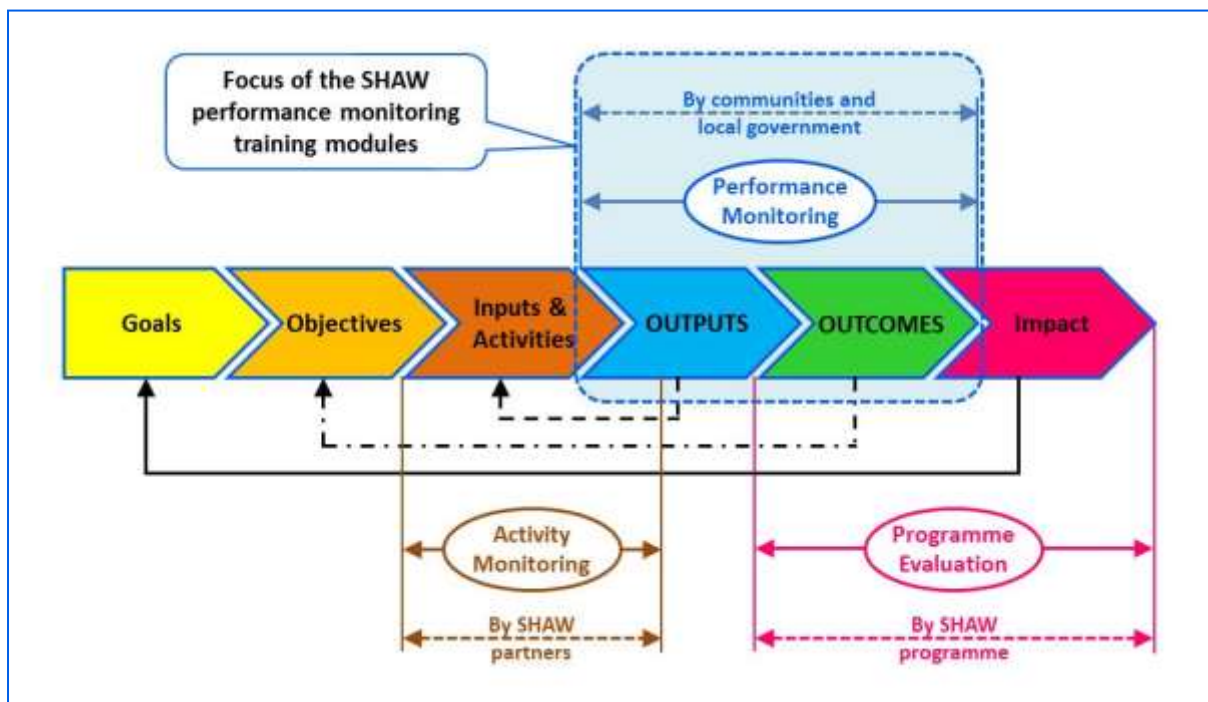 Focus of the SHAW
performance monitoring
training modules
By communities and
local government
Performance
Monitoring
Goals
Objectives
Inputs &
Activities
OUTPUTS
OUTCOMES
Impact
Activity
Monitoring
By SHAW
partners
Programme
Evaluation
By SHAW
programme